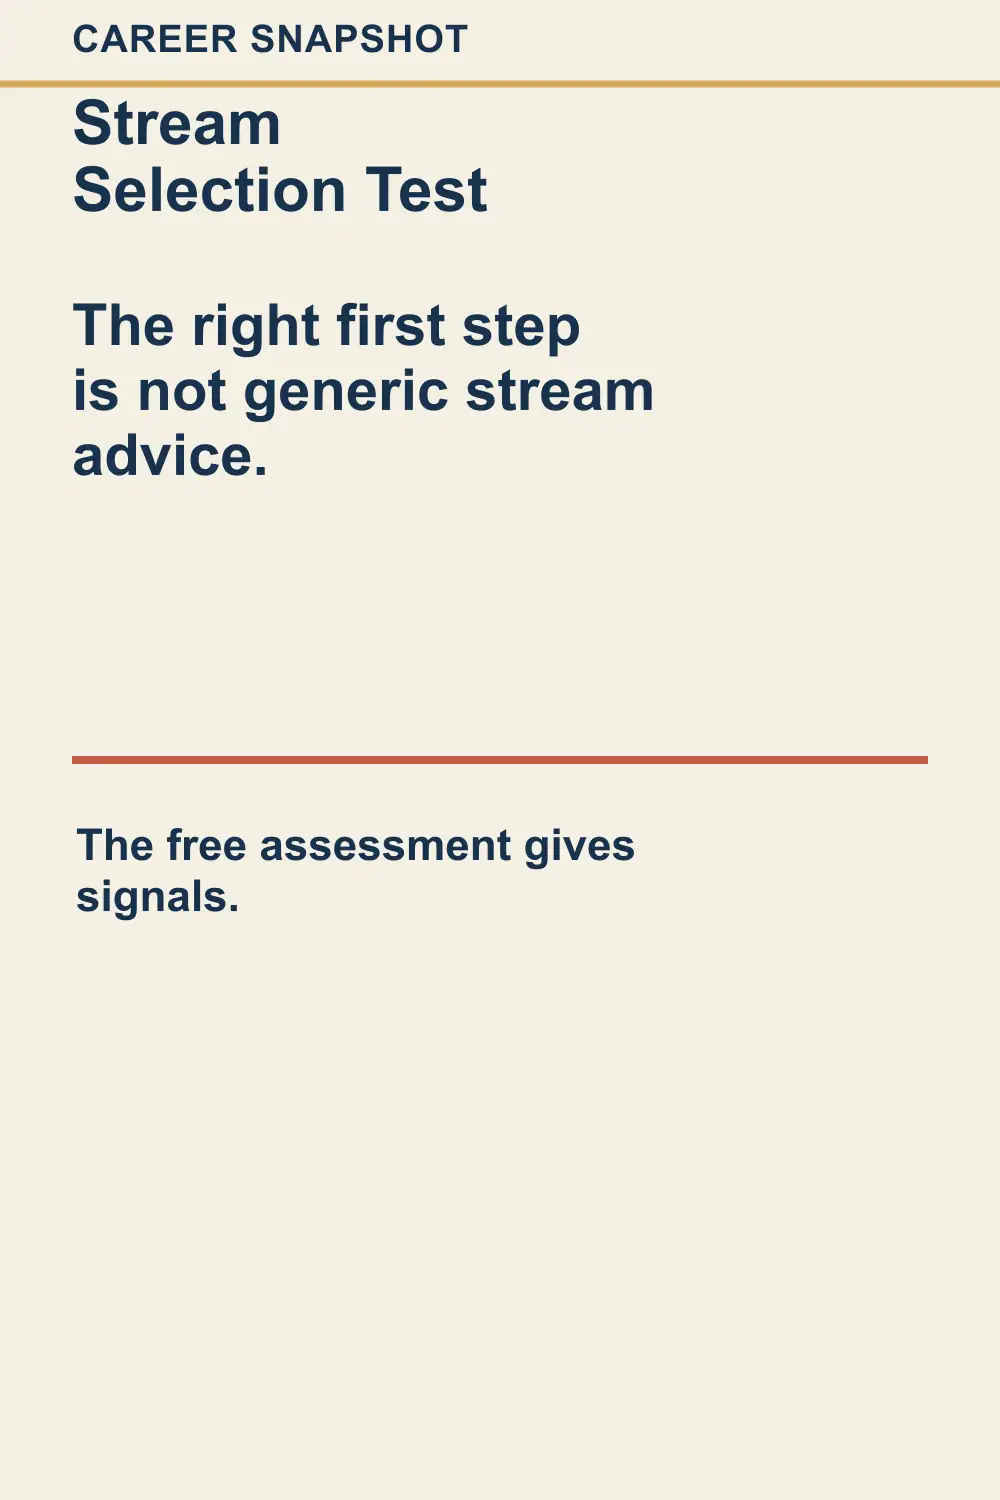 CAREER SNAPSHOT
Stream
Selection Test
The right first step
is not generic stream
advice.
The free assessment gives
signals.